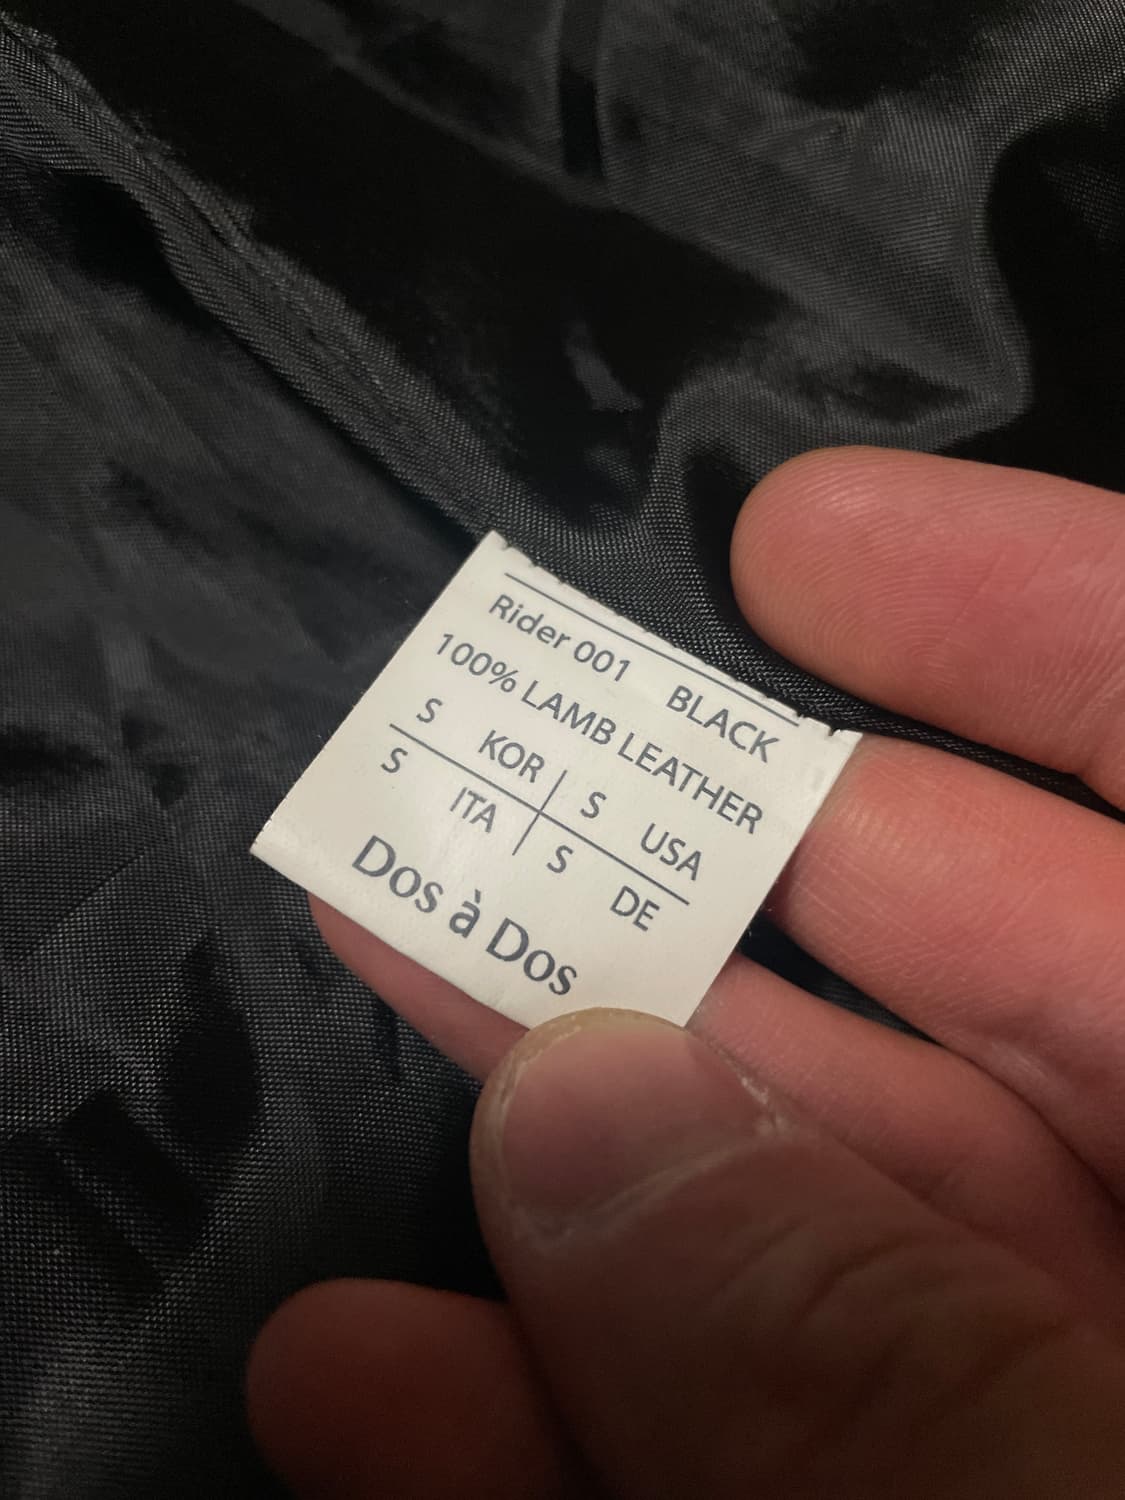 Rider 001 BLACK
100% LAMB LEATHER
S KOR S USA
S ITA S DE
Dos à Dos